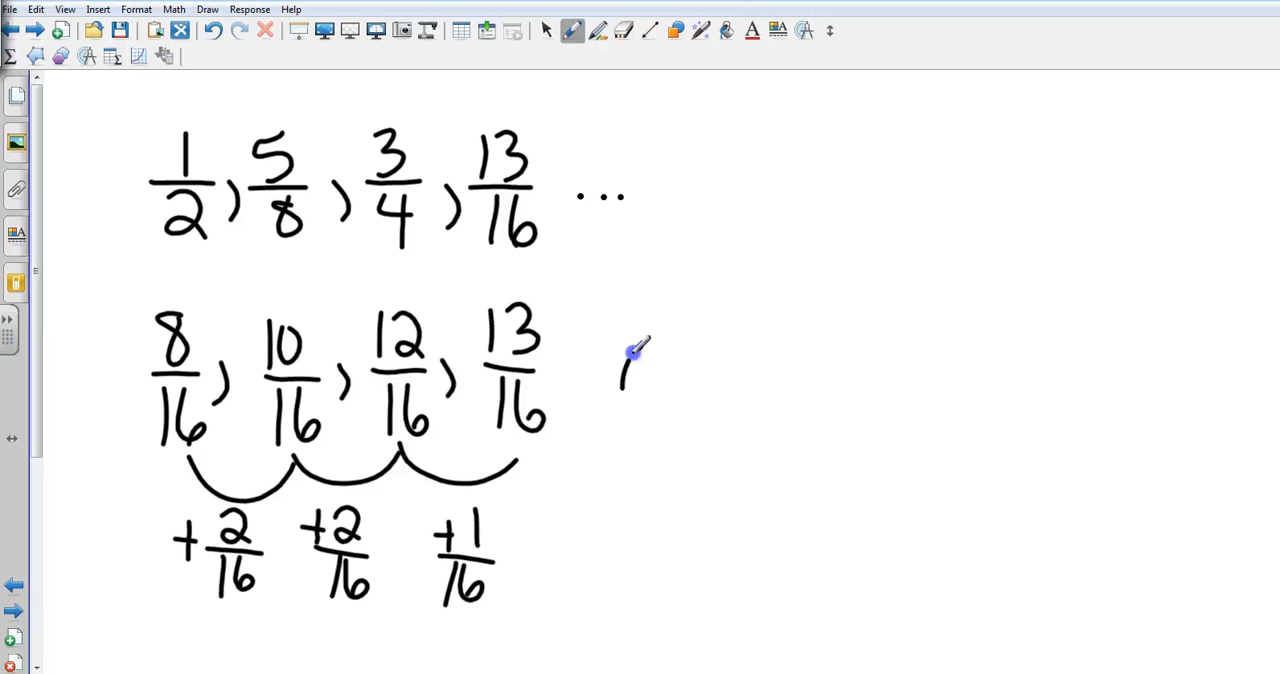 File Edit View Insert Format Math Draw Response Help
1/2, 5/8, 3/4, 13/16 ...
8/16, 10/16, 12/16, 13/16
+2/16 +2/16 +1/16